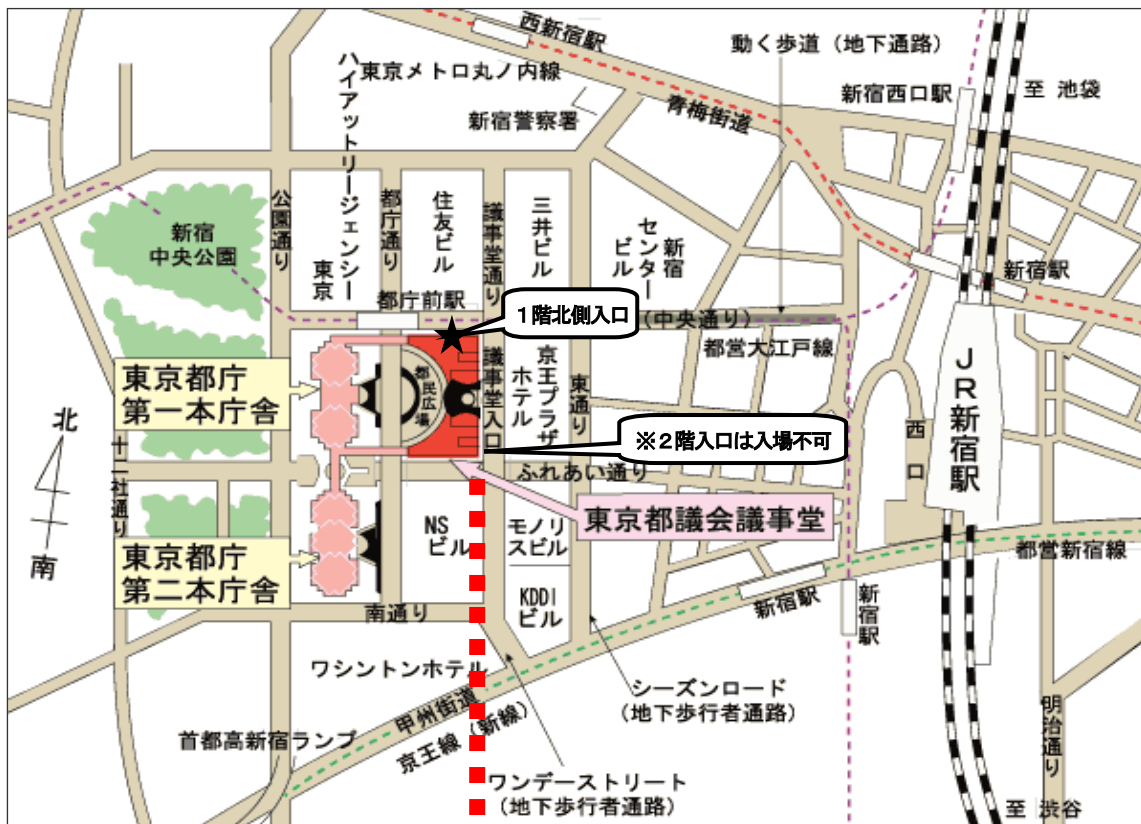 西新宿駅
動く歩道（地下通路）
東京メトロ丸ノ内線
新宿西口駅
至 池袋
青梅街道
新宿警察署
ハイアットリージェンシー
東京
公園通り
都庁通り
住友ビル
議事堂通り
三井ビル
新宿
センター
ビル
新宿
中央公園
新宿駅
都庁前駅
１階北側入口
（中央通り）
都営大江戸線
東京都庁
第一本庁舎
都民広場
議事堂入口
京王プラザ
ホテル
東通り
西口
ＪＲ新宿駅
北
南
※２階入口は入場不可
ふれあい通り
十二社通り
東京都議会議事堂
NS
ビル
モノリ
スビル
東京都庁
第二本庁舎
都営新宿線
KDDI
ビル
新宿駅
新宿駅
南通り
ワシントンホテル
シーズンロード
（地下歩行者通路）
甲州街道
京王線（新線）
首都高新宿ランプ
明治通り
ワンデーストリート
（地下歩行者通路）
至 渋谷